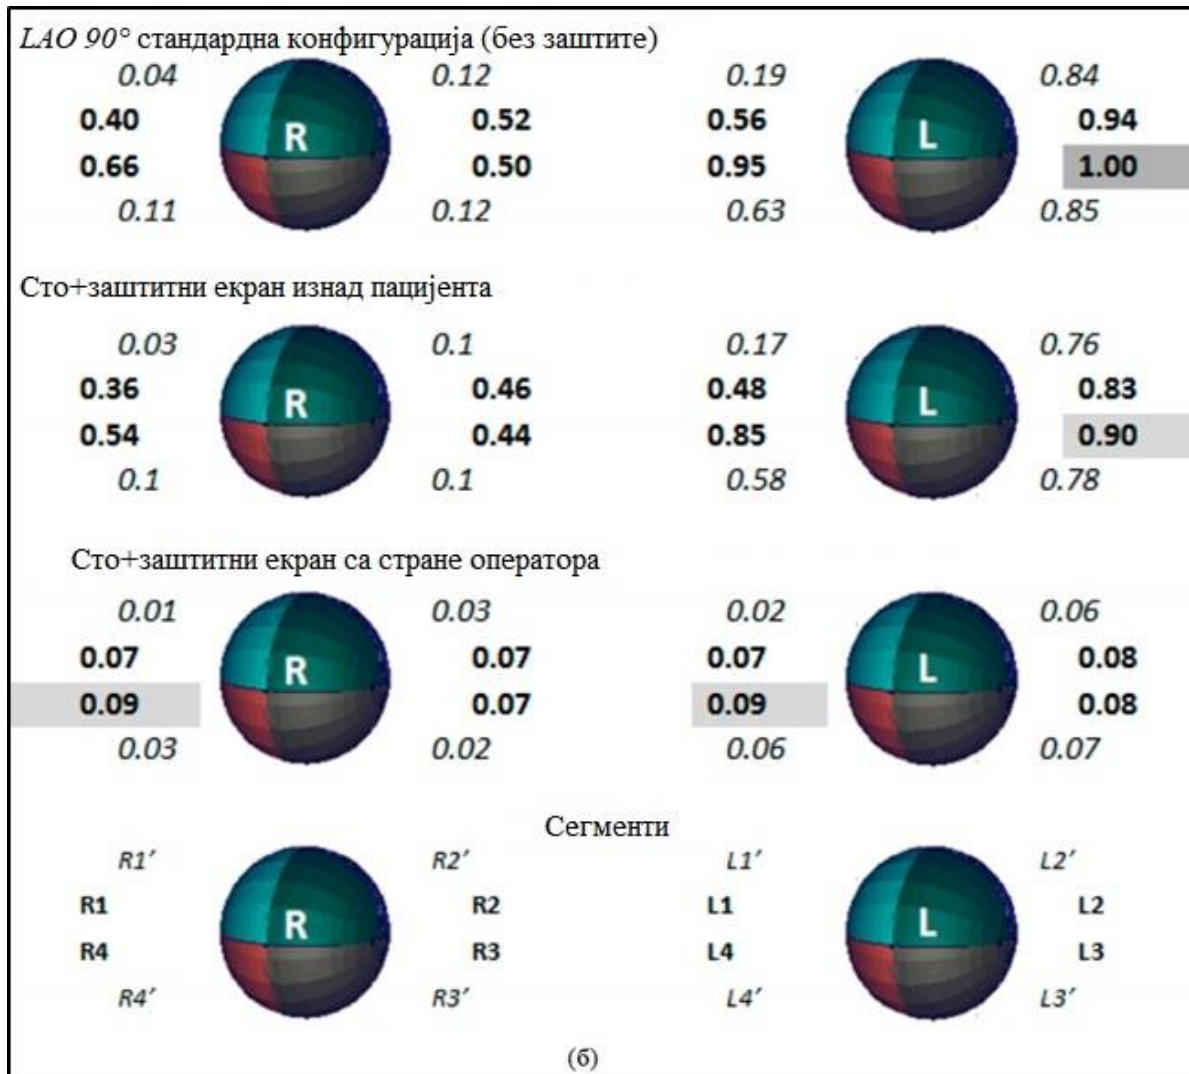 LAO 90° стандардна конфигурација (без заштите)
0.04 0.12 0.19 0.84
0.40 R 0.52 0.56 L 0.94
0.66 0.50 0.95 1.00
0.11 0.12 0.63 0.85
Сто+заштитни екран изнад пацијента
0.03 0.1 0.17 0.76
0.36 R 0.46 0.48 L 0.83
0.54 0.44 0.85 0.90
0.1 0.1 0.58 0.78
Сто+заштитни екран са стране оператора
0.01 0.03 0.02 0.06
0.07 R 0.07 0.07 L 0.08
0.09 0.07 0.09 0.08
0.03 0.02 0.06 0.07
Сегменти
R1′ R2′ L1′ L2′
R1 R R2 L1 L L2
R4 R3 L4 L3
R4′ R3′ L4′ L3′
(б)